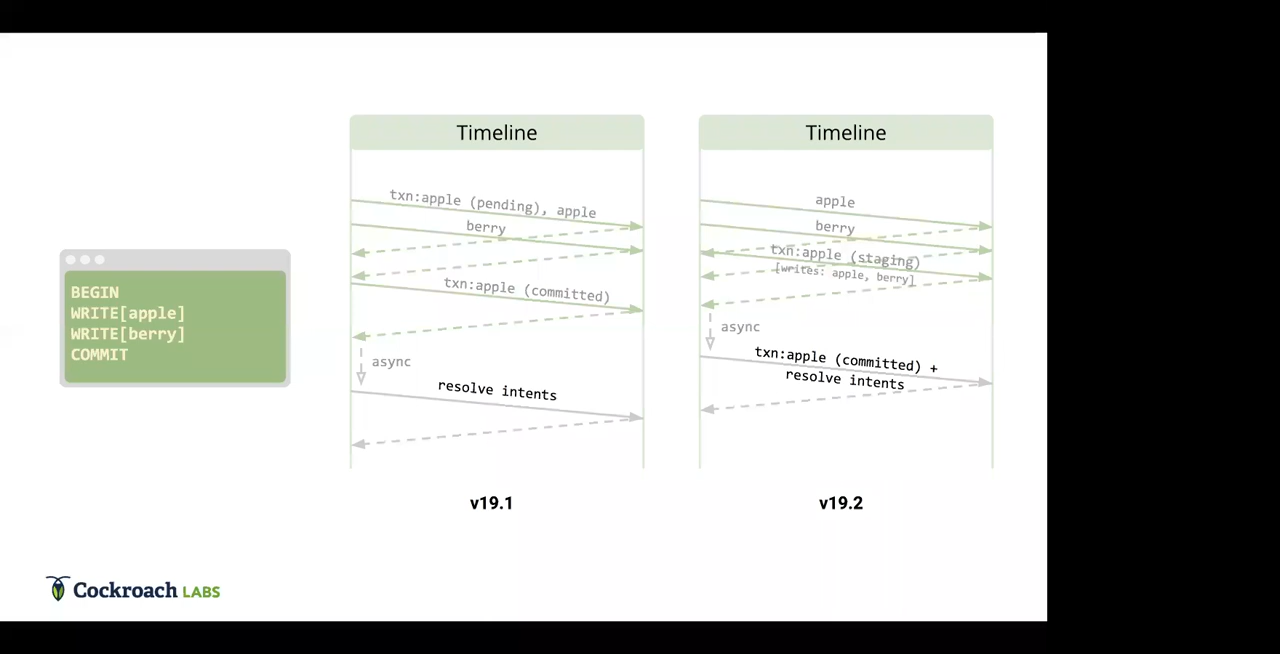 BEGIN
WRITE[apple]
WRITE[berry]
COMMIT
Timeline
txn:apple (pending), apple
berry
txn:apple (committed)
async
resolve intents
v19.1
Timeline
apple
berry
txn:apple (staging)
[writes: apple, berry]
async
txn:apple (committed) +
resolve intents
v19.2
Cockroach LABS